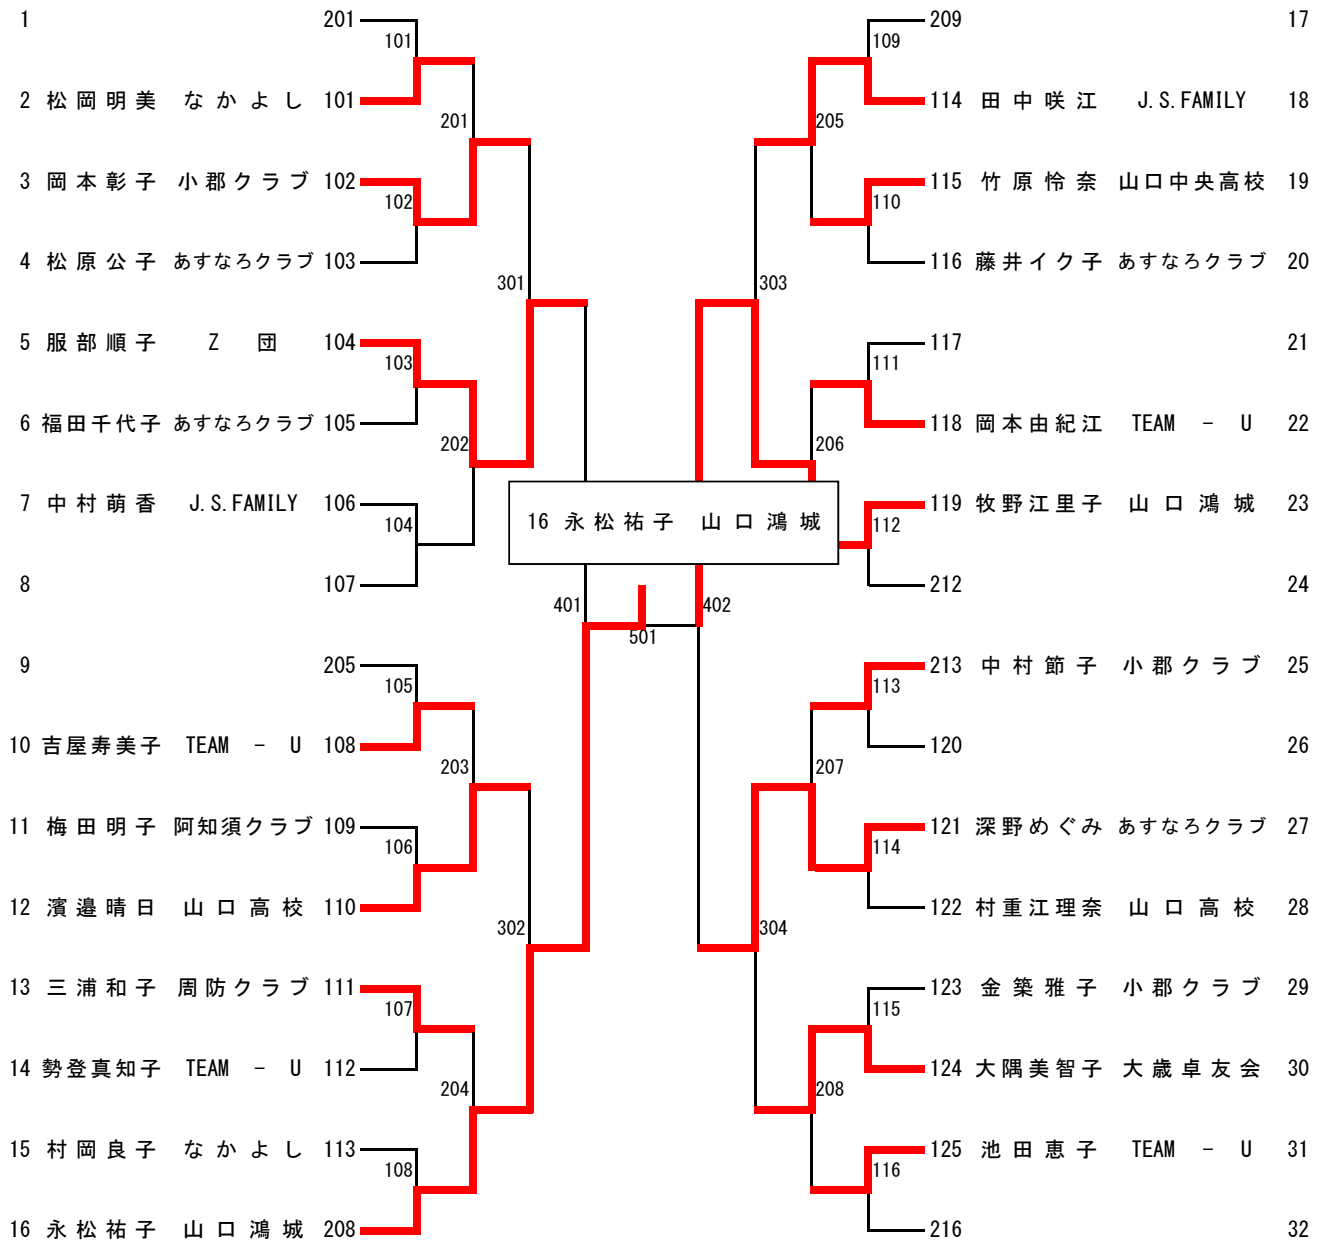 1 201 209 17
101 109
2 松岡明美 なかよし 101 114 田中咲江 J.S.FAMILY 18
201 205
3 岡本彰子 小郡クラブ 102 115 竹原怜奈 山口中央高校 19
102 110
4 松原公子 あすなろクラブ 103 116 藤井イク子 あすなろクラブ 20
301 303
5 服部順子 Z 団 104 117 21
103 111
6 福田千代子 あすなろクラブ 105 118 岡本由紀江 TEAM - U 22
202 206
7 中村萌香 J.S.FAMILY 106 119 牧野江里子 山口鴻城 23
104 16 永松祐子 山口鴻城 112
8 107 212 24
401 402
501
9 205 213 中村節子 小郡クラブ 25
105 113
10 吉屋寿美子 TEAM - U 108 120 26
203 207
11 梅田明子 阿知須クラブ 109 121 深野めぐみ あすなろクラブ 27
106 114
12 濱邉晴日 山口高校 110 122 村重江理奈 山口高校 28
302 304
13 三浦和子 周防クラブ 111 123 金築雅子 小郡クラブ 29
107 115
14 勢登真知子 TEAM - U 112 124 大隅美智子 大歳卓友会 30
204 208
15 村岡良子 なかよし 113 125 池田恵子 TEAM - U 31
108 116
16 永松祐子 山口鴻城 208 216 32